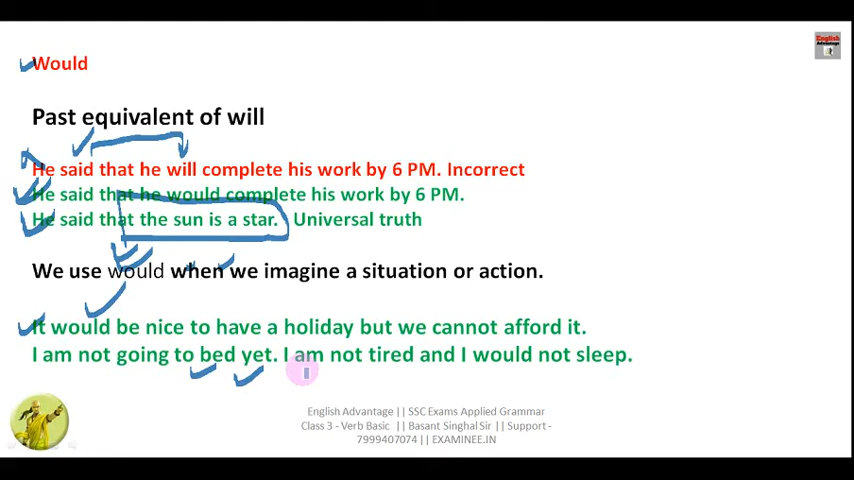 English
Advantage
Would
Past equivalent of will
He said that he will complete his work by 6 PM. Incorrect
He said that he would complete his work by 6 PM.
He said that the sun is a star. Universal truth
We use would when we imagine a situation or action.
It would be nice to have a holiday but we cannot afford it.
I am not going to bed yet. I am not tired and I would not sleep.
English Advantage || SSC Exams Applied Grammar
Class 3 - Verb Basic || Basant Singhal Sir || Support -
7999407074 || EXAMINEE.IN